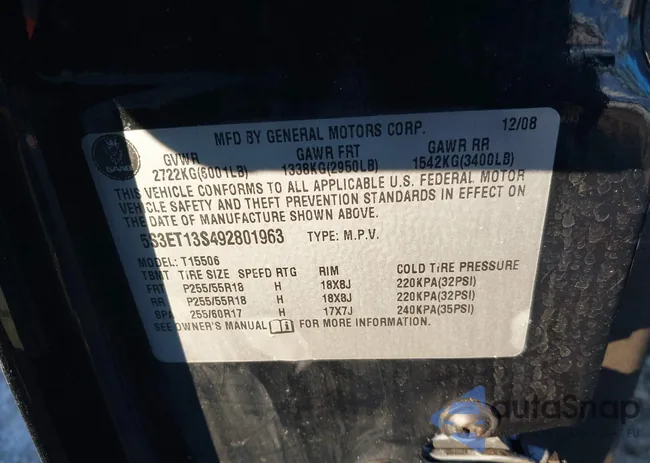 MFD BY GENERAL MOTORS CORP. 12/08
SAAB
GVWR GAWR FRT GAWR RR
2722KG(6001LB) 1338KG(2950LB) 1542KG(3400LB)
THIS VEHICLE CONFORMS TO ALL APPLICABLE U.S. FEDERAL MOTOR
VEHICLE SAFETY AND THEFT PREVENTION STANDARDS IN EFFECT ON
THE DATE OF MANUFACTURE SHOWN ABOVE.
5S3ET13S492801963 TYPE: M.P.V.
MODEL: T15506
TBMT TIRE SIZE SPEED RTG RIM COLD TIRE PRESSURE
FRT P255/55R18 H 18X8J 220KPA(32PSI)
RR P255/55R18 H 18X8J 220KPA(32PSI)
SPA 255/60R17 H 17X7J 240KPA(35PSI)
SEE OWNER'S MANUAL FOR MORE INFORMATION.
autoSnap